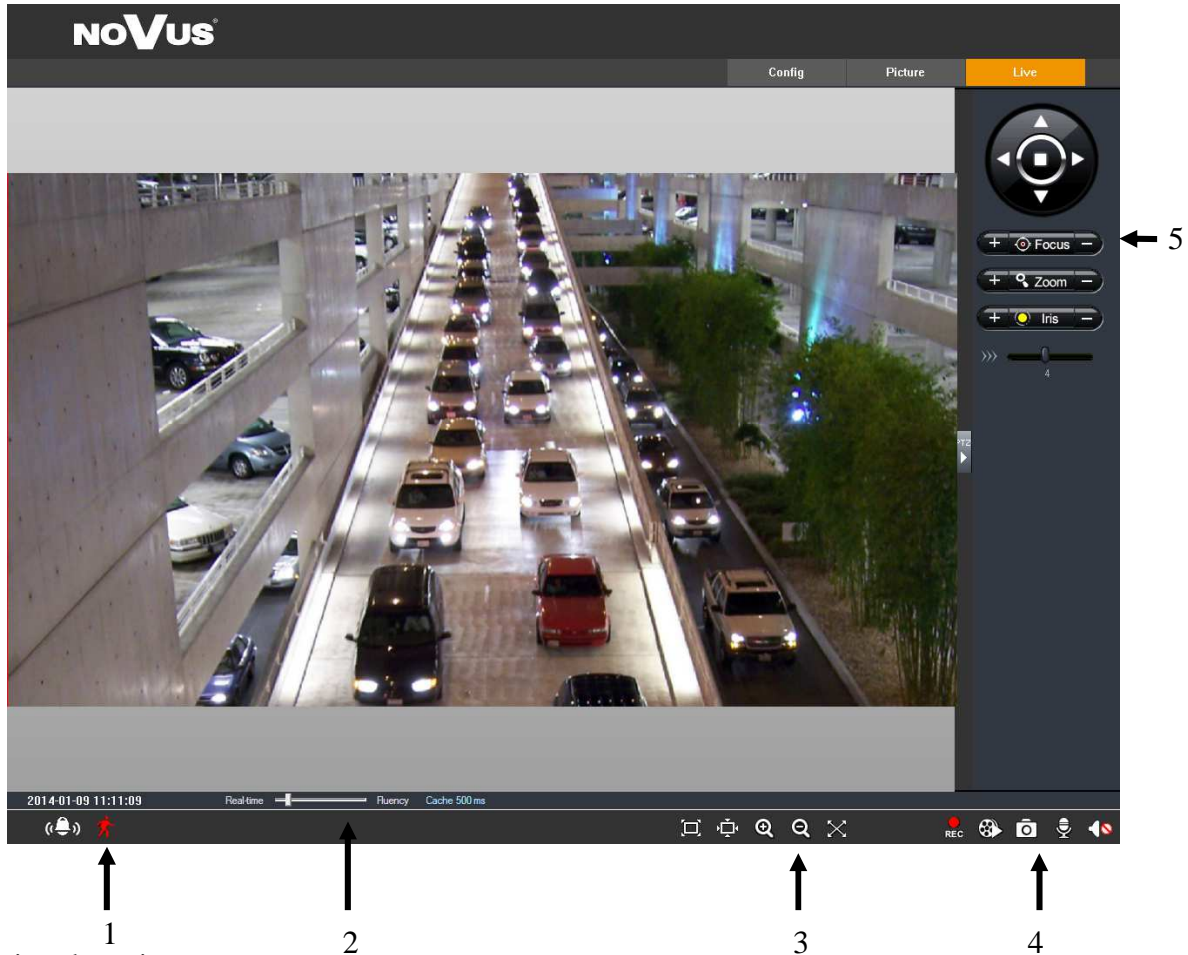 NOVUS®
Config Picture Live
+ Focus − 5
+ Zoom −
+ Iris −
4
PTZ
2014-01-09 11:11:09 Real-time Fluency Cache 500 ms
REC
1 2 3 4